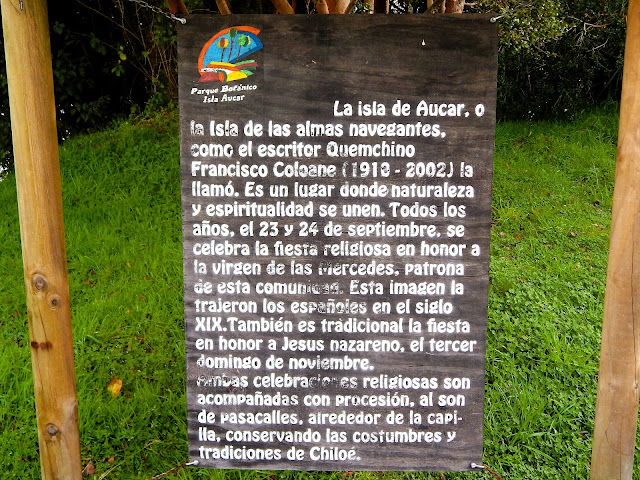 Parque Botánico
Isla Aucar
La isla de Aucar, o
la Isla de las almas navegantes,
como el escritor Quemchino
Francisco Coloane (1910 - 2002) la
llamó. Es un lugar donde naturaleza
y espiritualidad se unen. Todos los
años, el 23 y 24 de septiembre, se
celebra la fiesta religiosa en honor a
la virgen de las Mercedes, patrona
de esta comunidad. Esta imagen la
trajeron los españoles en el siglo
XIX.También es tradicional la fiesta
en honor a Jesus nazareno, el tercer
domingo de noviembre.
Ambas celebraciones religiosas son
acompañadas con procesión, al son
de pasacalles, alrededor de la capi-
lla, conservando las costumbres y
tradiciones de Chiloé.